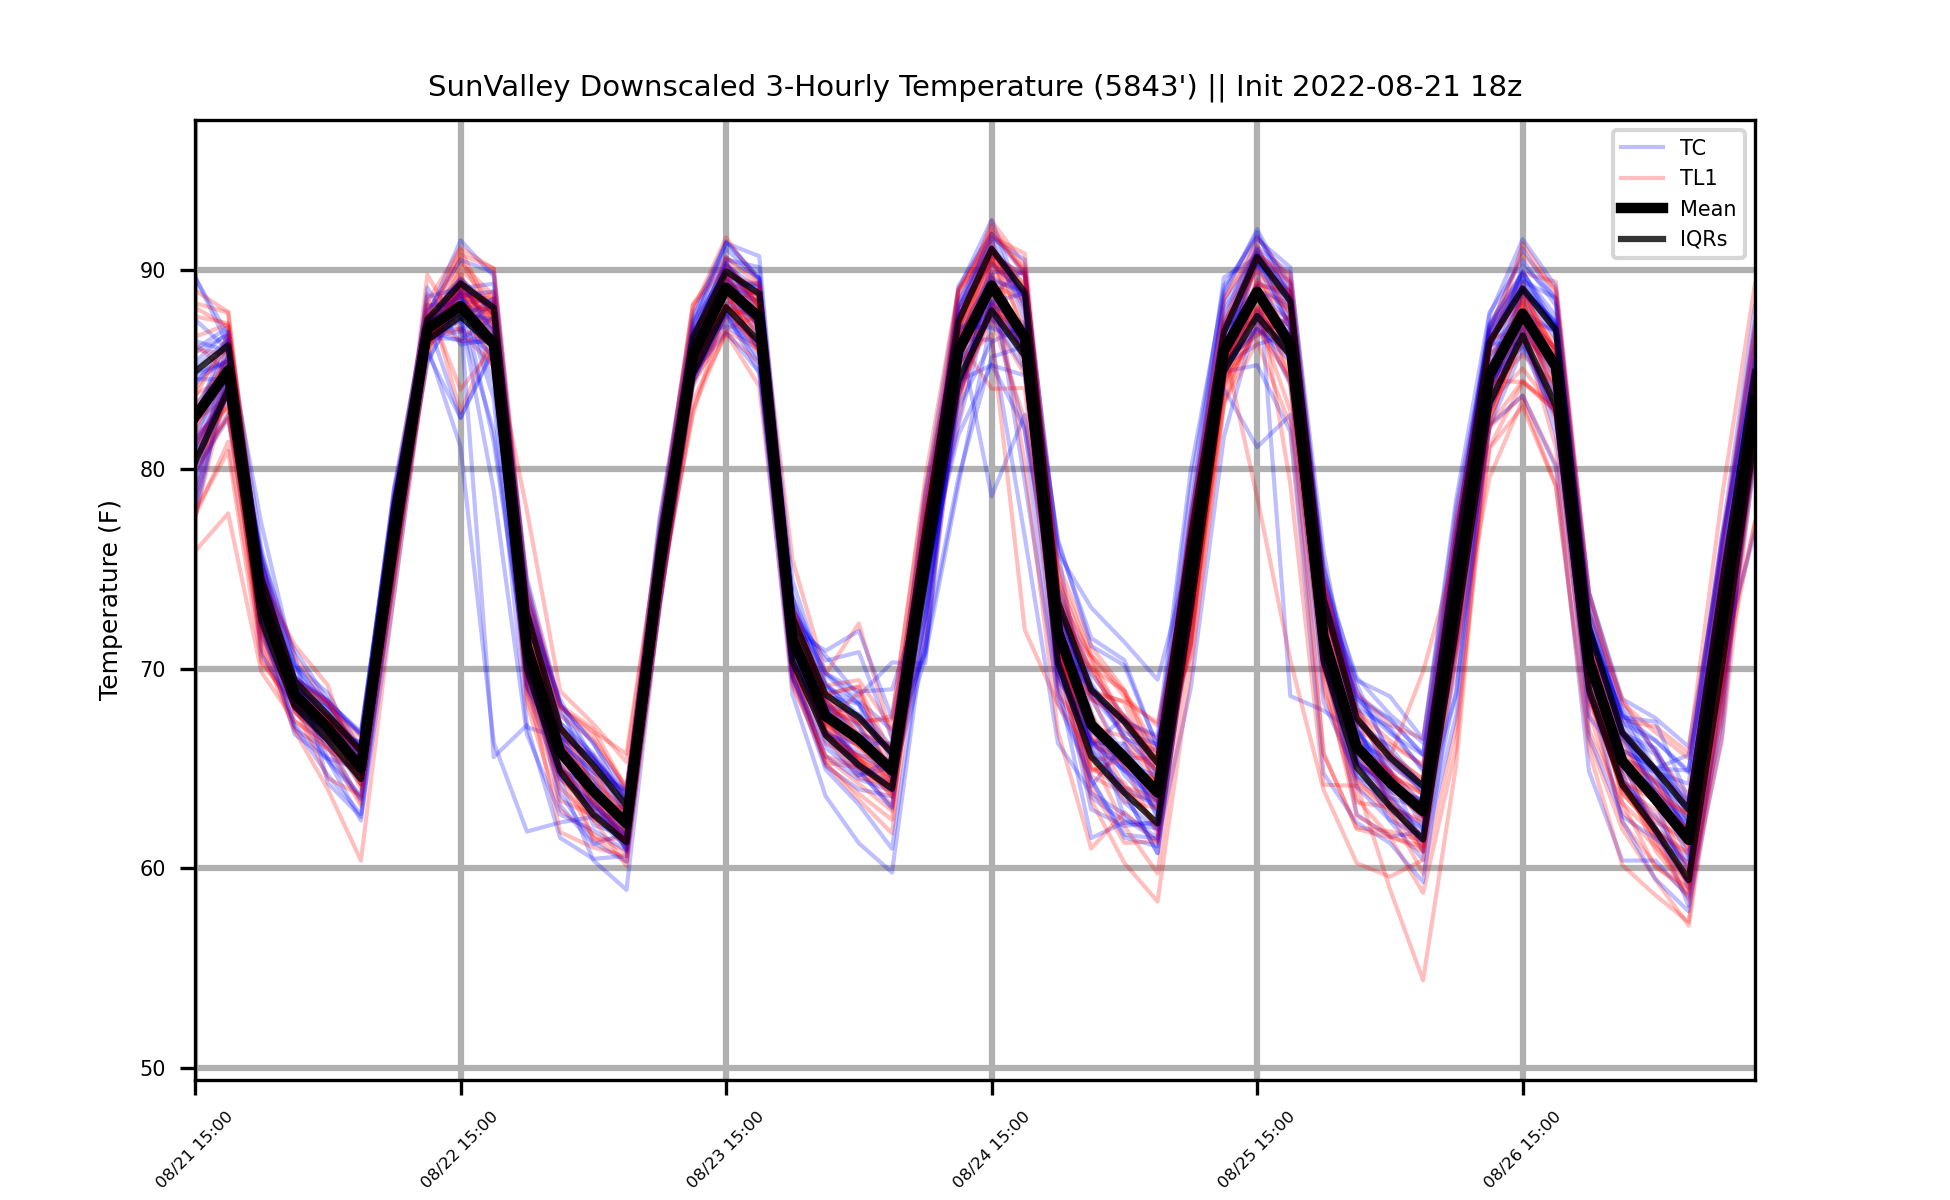 SunValley Downscaled 3-Hourly Temperature (5843') || Init 2022-08-21 18z
TC
TL1
Mean
IQRs
Temperature (F)
90
80
70
60
50
08/21 15:00
08/22 15:00
08/23 15:00
08/24 15:00
08/25 15:00
08/26 15:00